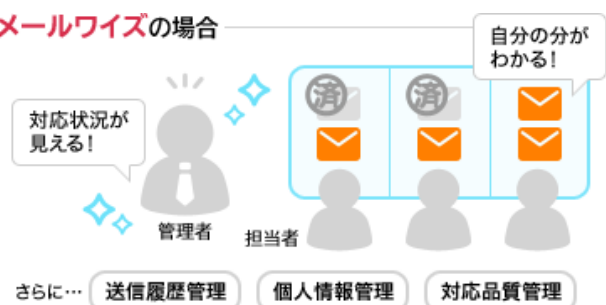 メールワイズの場合
自分の分が
わかる！
済
済
対応状況が
見える！
管理者
担当者
さらに…
送信履歴管理
個人情報管理
対応品質管理